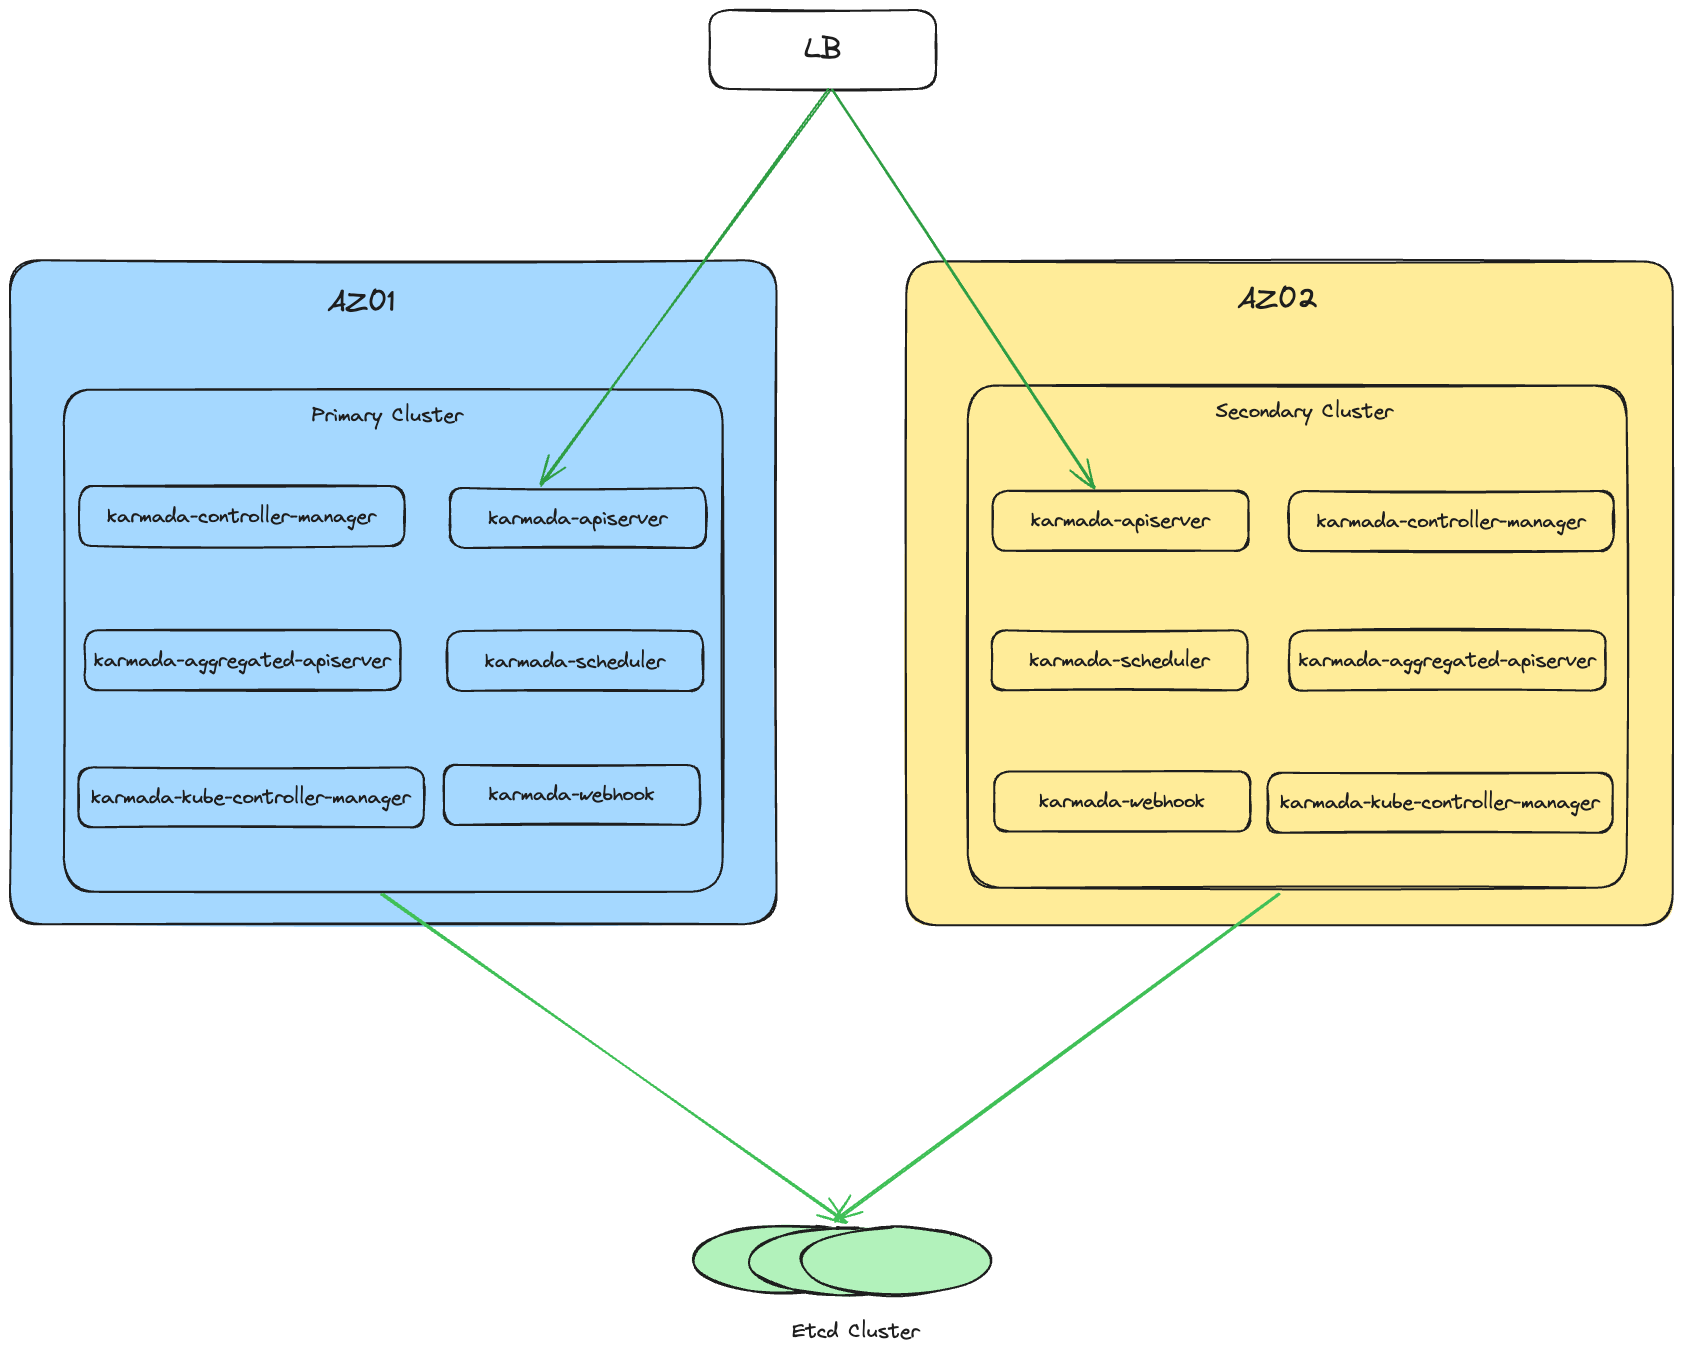 LB
AZ01
Primary Cluster
karmada-controller-manager
karmada-apiserver
karmada-aggregated-apiserver
karmada-scheduler
karmada-kube-controller-manager
karmada-webhook
AZ02
Secondary Cluster
karmada-apiserver
karmada-controller-manager
karmada-scheduler
karmada-aggregated-apiserver
karmada-webhook
karmada-kube-controller-manager
Etcd Cluster